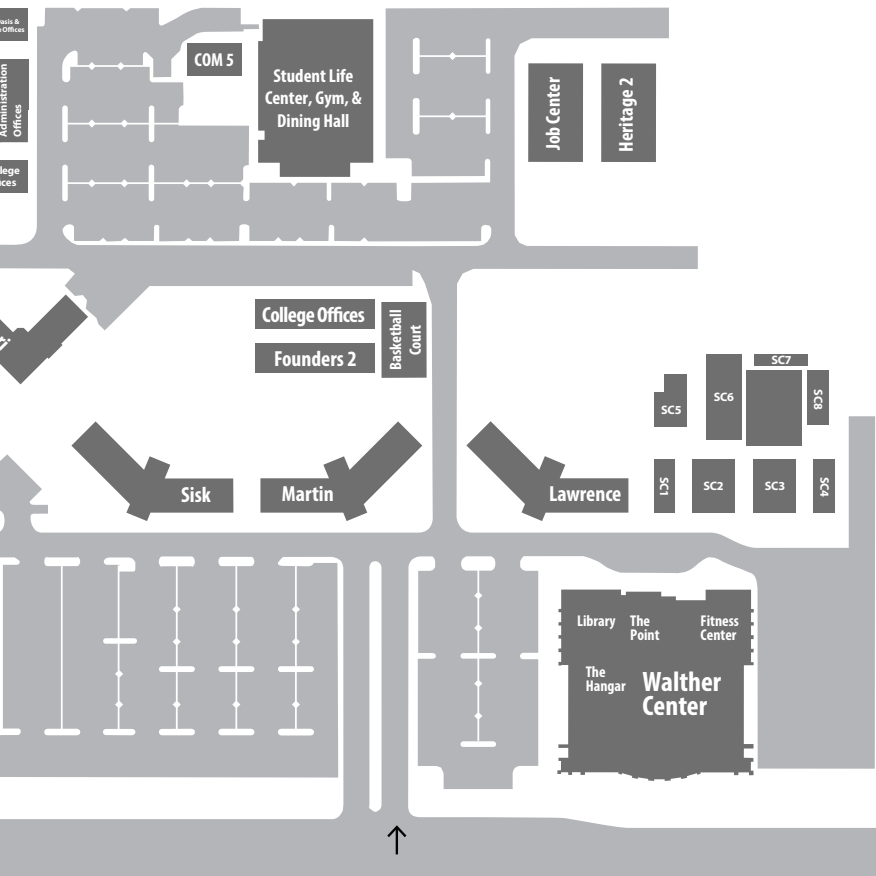 Oasis &
Offices
COM 5
Student Life
Center, Gym, &
Dining Hall
Job Center
Heritage 2
Administration
Offices
College Offices
Basketball
Court
Founders 2
SC7
SC6
SC8
SC5
Sisk
Martin
Lawrence
SC1
SC2
SC3
SC4
Library
The
Point
Fitness
Center
The
Hangar
Walther
Center